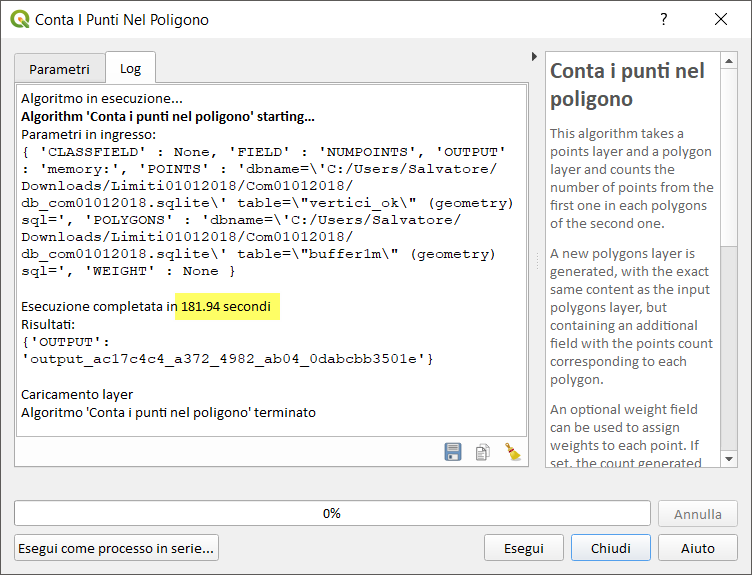 Conta I Punti Nel Poligono
?
Parametri
Log
Algoritmo in esecuzione...
Algorithm 'Conta i punti nel poligono' starting...
Parametri in ingresso:
{ 'CLASSFIELD' : None, 'FIELD' : 'NUMPOINTS', 'OUTPUT'
: 'memory:', 'POINTS' : 'dbname=\'C:/Users/Salvatore/
Downloads/Limiti01012018/Com01012018/
db_com01012018.sqlite\' table=\"vertici_ok\" (geometry)
sql=', 'POLYGONS' : 'dbname=\'C:/Users/Salvatore/
Downloads/Limiti01012018/Com01012018/
db_com01012018.sqlite\' table=\"buffer1m\" (geometry)
sql=', 'WEIGHT' : None }
Esecuzione completata in 181.94 secondi
Risultati:
{'OUTPUT':
'output_ac17c4c4_a372_4982_ab04_0dabcbb3501e'}
Caricamento layer
Algoritmo 'Conta i punti nel poligono' terminato
Conta i punti nel
poligono
This algorithm takes a
points layer and a polygon
layer and counts the
number of points from the
first one in each polygons
of the second one.
A new polygons layer is
generated, with the exact
same content as the input
polygons layer, but
containing an additional
field with the points count
corresponding to each
polygon.
An optional weight field
can be used to assign
weights to each point. If
set, the count generated
0%
Annulla
Esegui come processo in serie...
Esegui
Chiudi
Aiuto